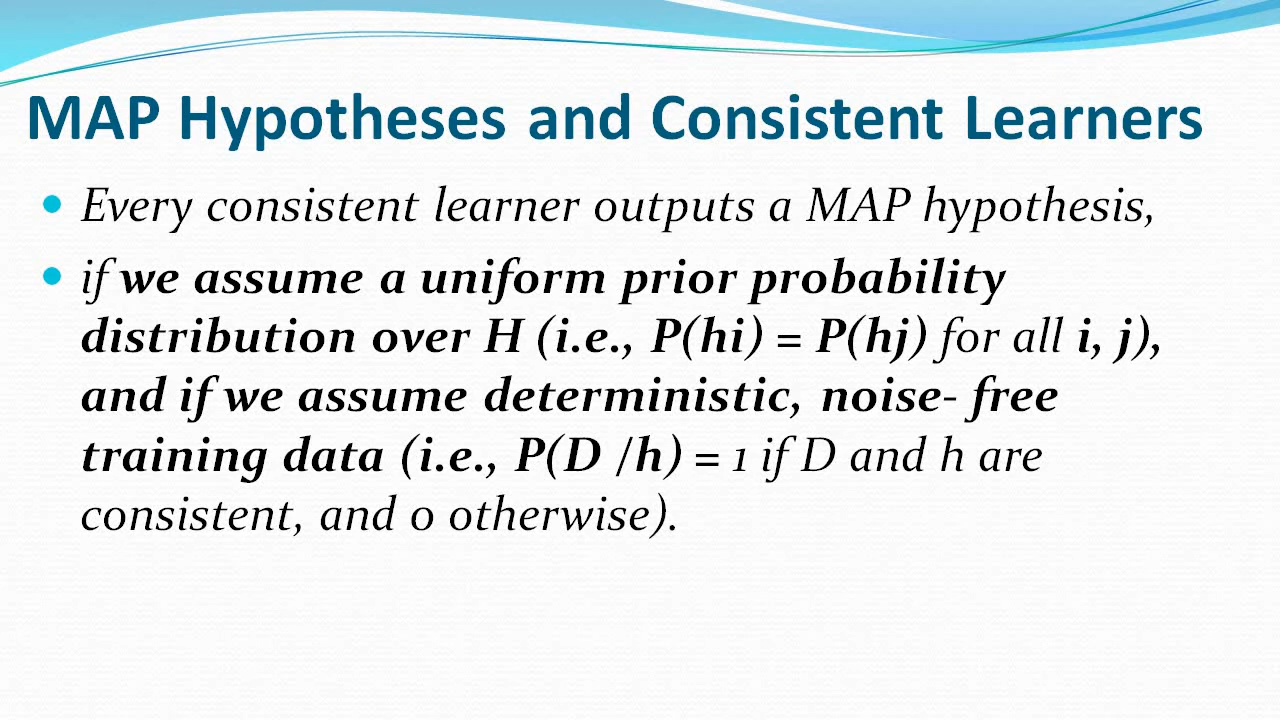 MAP Hypotheses and Consistent Learners
• Every consistent learner outputs a MAP hypothesis,
• if we assume a uniform prior probability
distribution over H (i.e., P(hi) = P(hj) for all i, j),
and if we assume deterministic, noise- free
training data (i.e., P(D /h) = 1 if D and h are
consistent, and 0 otherwise).